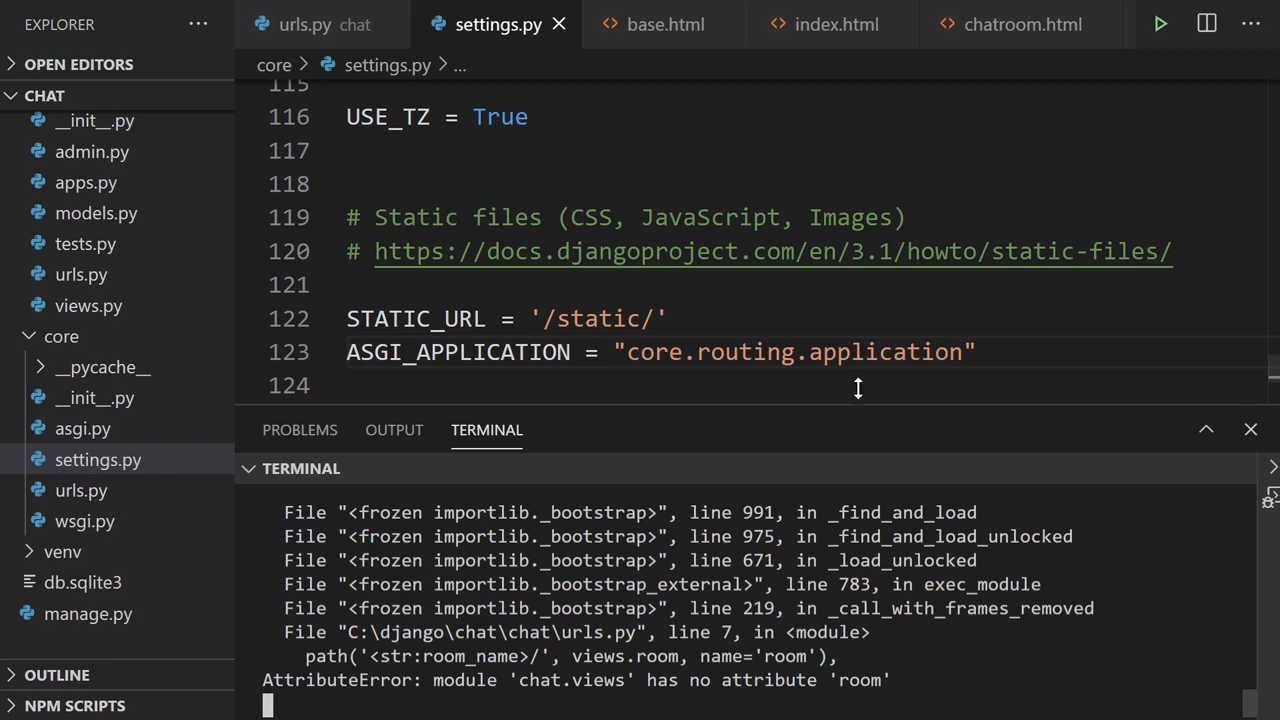 EXPLORER
urls.py chat
settings.py
base.html
index.html
chatroom.html
OPEN EDITORS
core
settings.py
...
CHAT
__init__.py
admin.py
apps.py
models.py
tests.py
urls.py
views.py
core
__pycache__
__init__.py
asgi.py
settings.py
urls.py
wsgi.py
venv
db.sqlite3
manage.py
OUTLINE
NPM SCRIPTS
115
116 USE_TZ = True
117
118
119 # Static files (CSS, JavaScript, Images)
120 # https://docs.djangoproject.com/en/3.1/howto/static-files/
121
122 STATIC_URL = '/static/'
123 ASGI_APPLICATION = "core.routing.application"
124
PROBLEMS OUTPUT TERMINAL
TERMINAL
File "<frozen importlib._bootstrap>", line 991, in _find_and_load
File "<frozen importlib._bootstrap>", line 975, in _find_and_load_unlocked
File "<frozen importlib._bootstrap>", line 671, in _load_unlocked
File "<frozen importlib._bootstrap_external>", line 783, in exec_module
File "<frozen importlib._bootstrap>", line 219, in _call_with_frames_removed
File "C:\django\chat\chat\urls.py", line 7, in <module>
path('<str:room_name>/', views.room, name='room'),
AttributeError: module 'chat.views' has no attribute 'room'